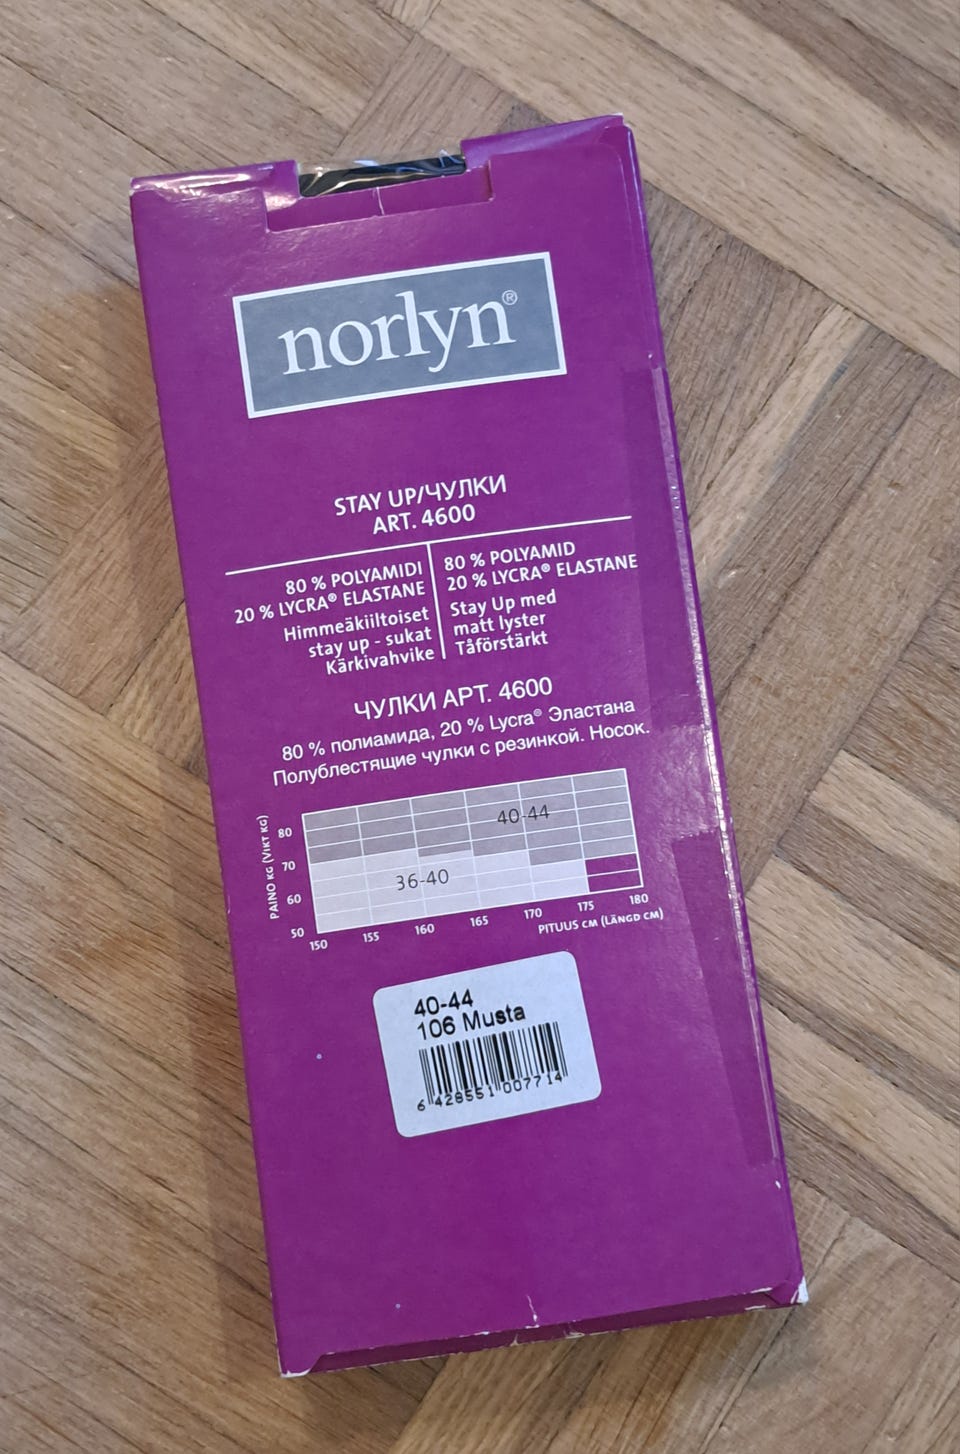 norlyn®
STAY UP/ЧУЛКИ
ART. 4600
80 % POLYAMIDI
20 % LYCRA® ELASTANE
Himmeäkiiltoiset
stay up - sukat
Kärkivahvike
80 % POLYAMID
20 % LYCRA® ELASTANE
Stay Up med
matt lyster
Tåförstärkt
ЧУЛКИ АРТ. 4600
80 % полиамида, 20 % Lycra® Эластана
Полублестящие чулки с резинкой. Носок.
PAINO KG (VIKT KG)
80
70
60
50
40-44
36-40
150 155 160 165 170 175 180
PITUUS CM (LÄNGD CM)
40-44
106 Musta
6 428551 007714